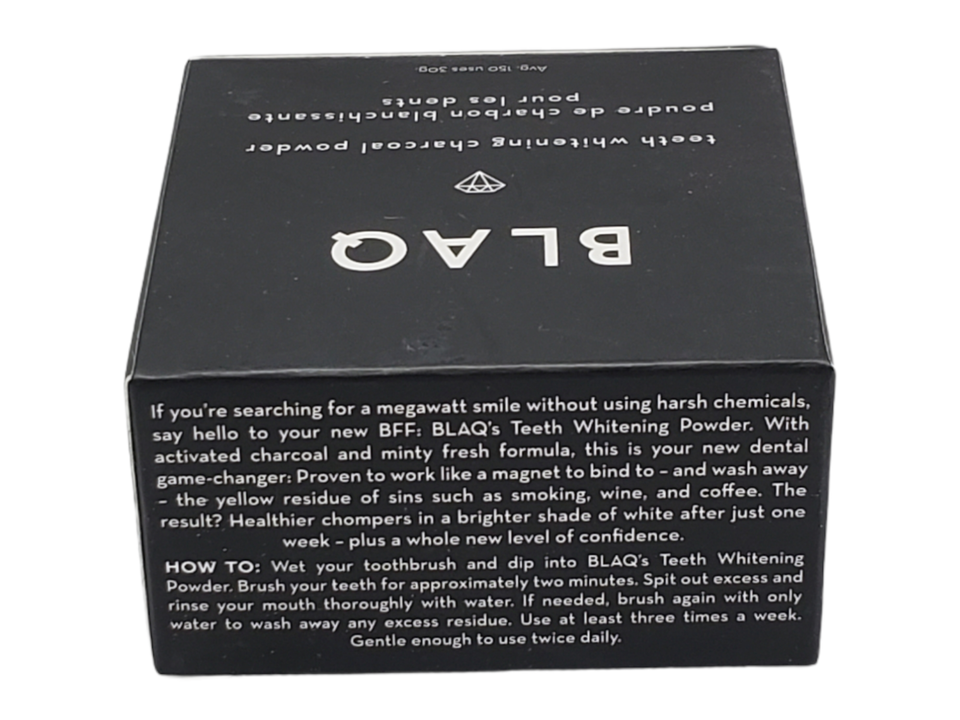 BLAQ
teeth whitening charcoal powder
poudre de charbon blanchissante
pour les dents
Avg. 150 uses 30g.
If you're searching for a megawatt smile without using harsh chemicals,
say hello to your new BFF: BLAQ's Teeth Whitening Powder. With
activated charcoal and minty fresh formula, this is your new dental
game-changer: Proven to work like a magnet to bind to – and wash away
– the yellow residue of sins such as smoking, wine, and coffee. The
result? Healthier chompers in a brighter shade of white after just one
week – plus a whole new level of confidence.
HOW TO: Wet your toothbrush and dip into BLAQ's Teeth Whitening
Powder. Brush your teeth for approximately two minutes. Spit out excess and
rinse your mouth thoroughly with water. If needed, brush again with only
water to wash away any excess residue. Use at least three times a week.
Gentle enough to use twice daily.